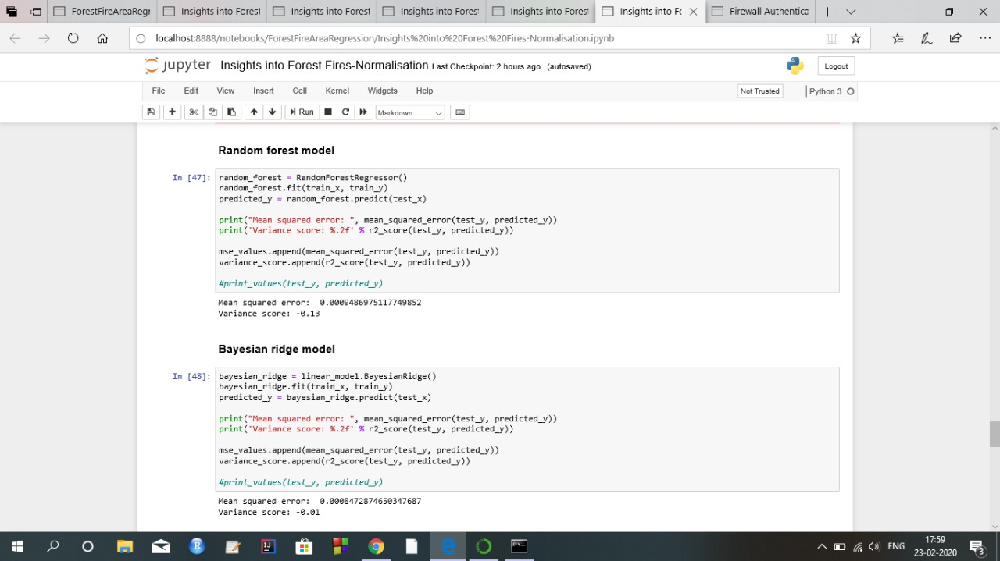 ForestFireAreaRegr
Insights into Forest
Insights into Forest
Insights into Forest
Insights into Forest
Insights into Fo
Firewall Authentica
localhost:8888/notebooks/ForestFireAreaRegression/Insights%20into%20Forest%20Fires-Normalisation.ipynb
jupyter Insights into Forest Fires-Normalisation Last Checkpoint: 2 hours ago (autosaved)
Logout
File Edit View Insert Cell Kernel Widgets Help
Not Trusted
Python 3
Run
Markdown
Random forest model
In [47]:
random_forest = RandomForestRegressor()
random_forest.fit(train_x, train_y)
predicted_y = random_forest.predict(test_x)
print("Mean squared error: ", mean_squared_error(test_y, predicted_y))
print('Variance score: %.2f' % r2_score(test_y, predicted_y))
mse_values.append(mean_squared_error(test_y, predicted_y))
variance_score.append(r2_score(test_y, predicted_y))
#print_values(test_y, predicted_y)
Mean squared error:  0.0009486975117749852
Variance score: -0.13
Bayesian ridge model
In [48]:
bayesian_ridge = linear_model.BayesianRidge()
bayesian_ridge.fit(train_x, train_y)
predicted_y = bayesian_ridge.predict(test_x)
print("Mean squared error: ", mean_squared_error(test_y, predicted_y))
print('Variance score: %.2f' % r2_score(test_y, predicted_y))
mse_values.append(mean_squared_error(test_y, predicted_y))
variance_score.append(r2_score(test_y, predicted_y))
#print_values(test_y, predicted_y)
Mean squared error:  0.0008472874650347687
Variance score: -0.01
ENG
17:59
23-02-2020
3